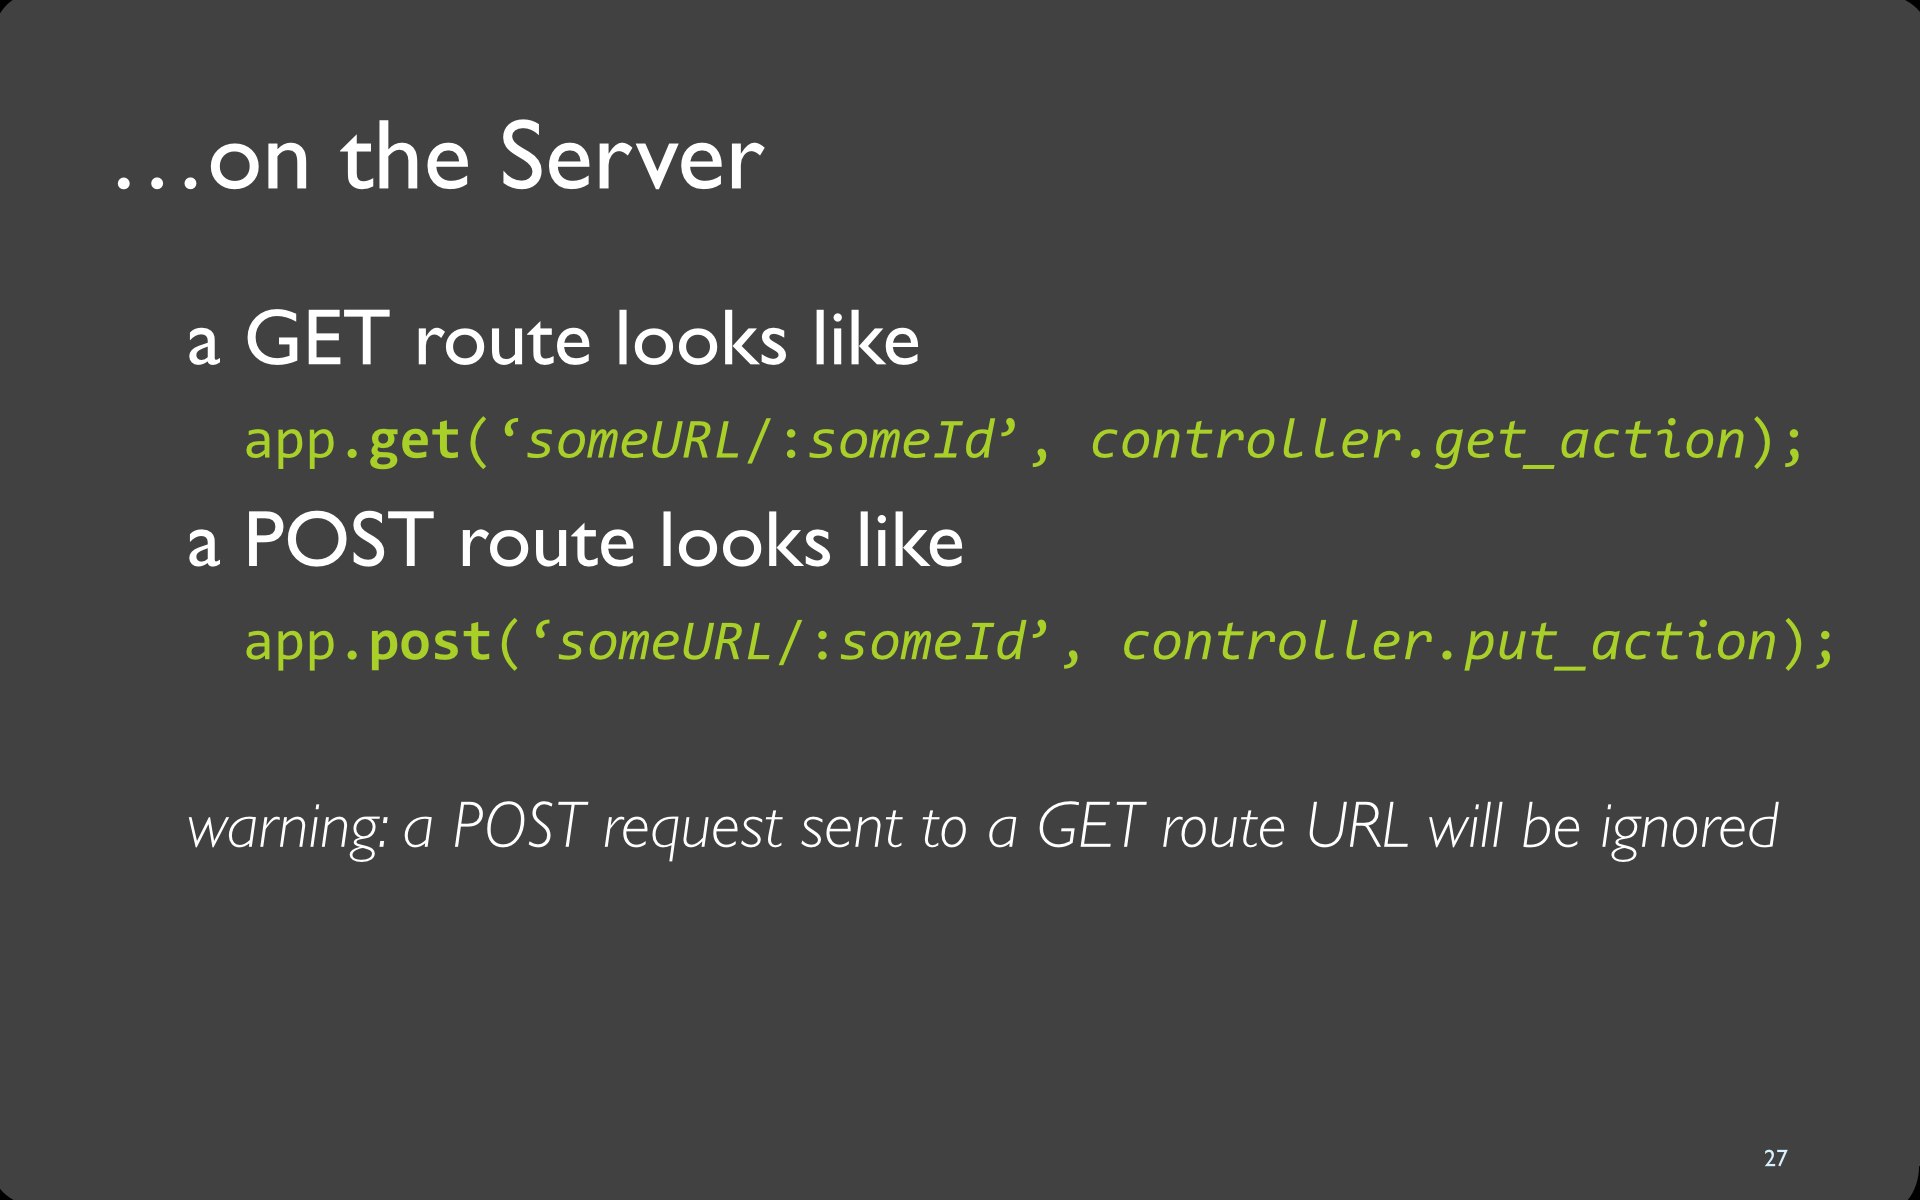 …on the Server
a GET route looks like
app.get(‘someURL/:someId’, controller.get_action);
a POST route looks like
app.post(‘someURL/:someId’, controller.put_action);
warning: a POST request sent to a GET route URL will be ignored
27